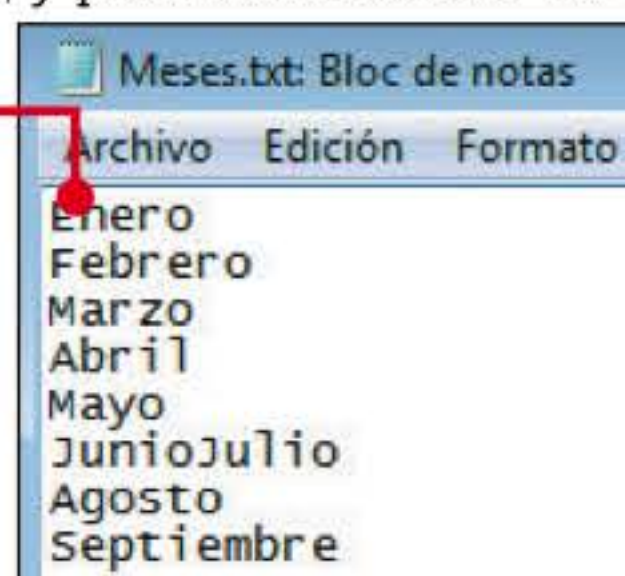 Meses.txt: Bloc de notas
Archivo Edición Formato
Enero
Febrero
Marzo
Abril
Mayo
JunioJulio
Agosto
Septiembre